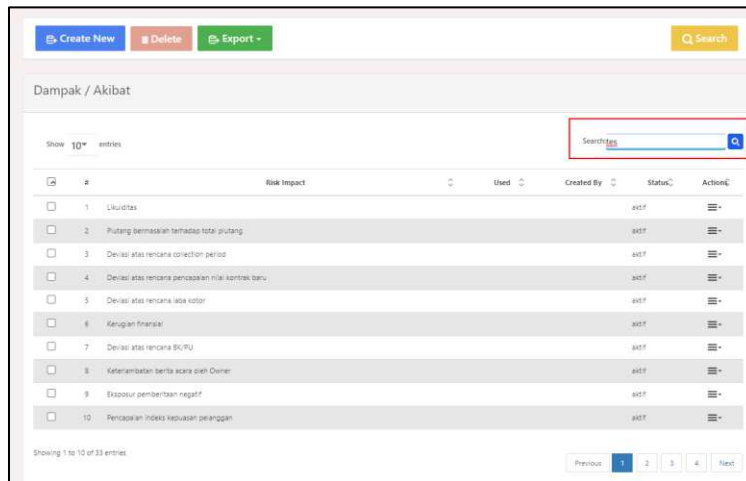 Create New Delete Export Search
Dampak / Akibat
Show 10 entries Search:tes
# Risk Impact Used Created By Status Actions
1 Likuiditas aktif
2 Piutang bermasalah terhadap total piutang aktif
3 Deviasi atas rencana collection period aktif
4 Deviasi atas rencana pencapaian nilai kontrak baru aktif
5 Deviasi atas rencana laba kotor aktif
6 Kerugian finansial aktif
7 Deviasi atas rencana BK/PU aktif
8 Keterlambatan berita acara oleh Owner aktif
9 Eksposur pemberitaan negatif aktif
10 Pencapaian indeks kepuasan pelanggan aktif
Showing 1 to 10 of 33 entries
Previous 1 2 3 4 Next